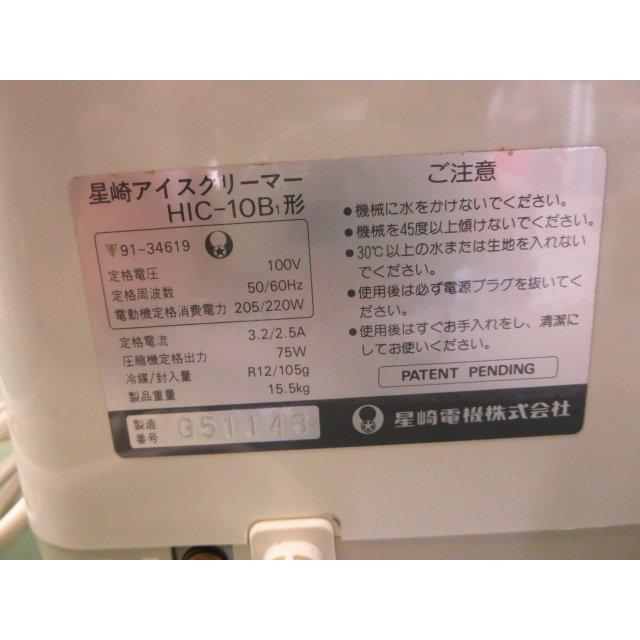 星崎アイスクリーマー
HIC-10B₁形
91-34619
定格電圧 100V
定格周波数 50/60Hz
電動機定格消費電力 205/220W
定格電流 3.2/2.5A
圧縮機定格出力 75W
冷媒/封入量 R12/105g
製品重量 15.5kg
製造
番号 G51143
ご注意
●機械に水をかけないでください。
●機械を45度以上傾けないでください。
●30℃以上の水または生地を入れない
でください。
●使用後は必ず電源プラグを抜いてく
ださい。
●使用後はすぐお手入れをし、清潔に
してお使いください。
PATENT PENDING
星崎電機株式会社